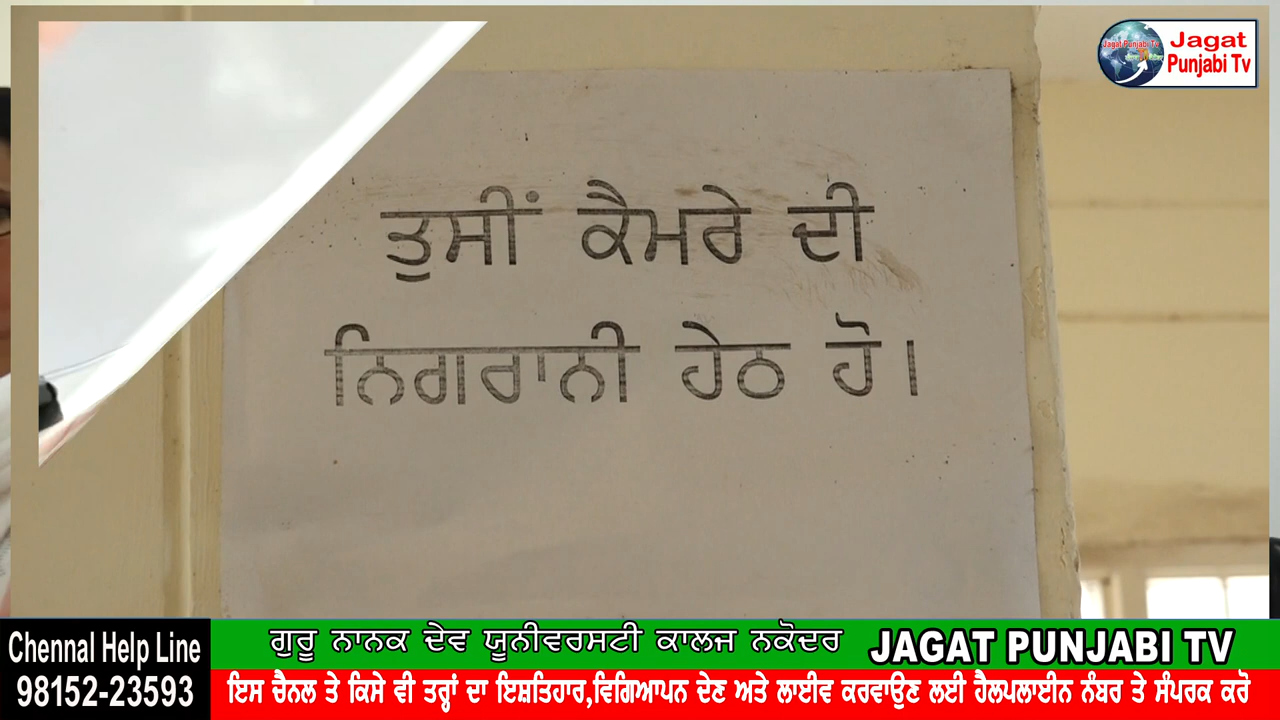 Jagat Punjabi Tv
Jagat
Punjabi Tv
ਤੁਸੀਂ ਕੈਮਰੇ ਦੀ
ਨਿਗਰਾਨੀ ਹੇਠ ਹੋ।
Chennal Help Line
98152-23593
ਗੁਰੂ ਨਾਨਕ ਦੇਵ ਯੂਨੀਵਰਸਟੀ ਕਾਲਜ ਨਕੋਦਰ
JAGAT PUNJABI TV
ਇਸ ਚੈਨਲ ਤੇ ਕਿਸੇ ਵੀ ਤਰ੍ਹਾਂ ਦਾ ਇਸ਼ਤਿਹਾਰ,ਵਿਗਿਆਪਨ ਦੇਣ ਅਤੇ ਲਾਈਵ ਕਰਵਾਉਣ ਲਈ ਹੈਲਪਲਾਈਨ ਨੰਬਰ ਤੇ ਸੰਪਰਕ ਕਰੋ